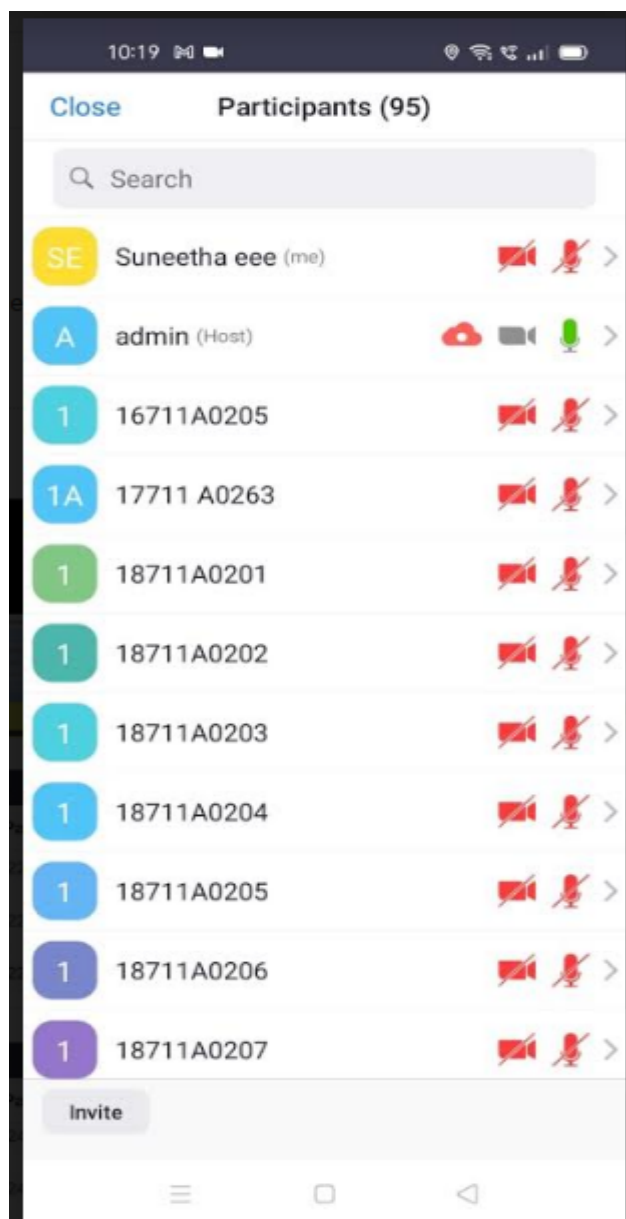 10:19
Close Participants (95)
Search
SE Suneetha eee (me)
A admin (Host)
1 16711A0205
1A 17711 A0263
1 18711A0201
1 18711A0202
1 18711A0203
1 18711A0204
1 18711A0205
1 18711A0206
1 18711A0207
Invite